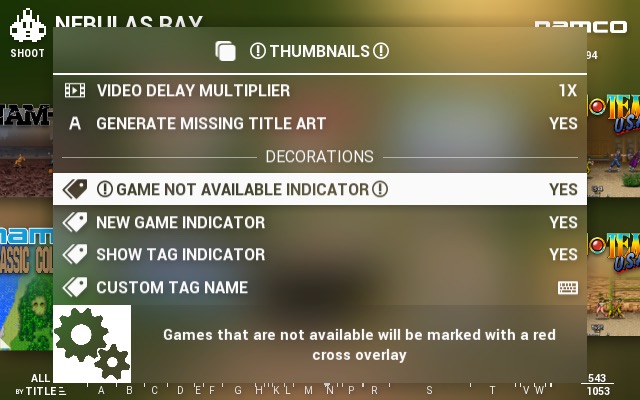 NEBULAS RAY
namco
SHOOT
THUMBNAILS
VIDEO DELAY MULTIPLIER 1X
A GENERATE MISSING TITLE ART YES
DECORATIONS
GAME NOT AVAILABLE INDICATOR YES
NEW GAME INDICATOR YES
SHOW TAG INDICATOR YES
CUSTOM TAG NAME
Games that are not available will be marked with a red
cross overlay
ALL
BY TITLE
A B C D E F G H K L M N P R S T V W
543
1053